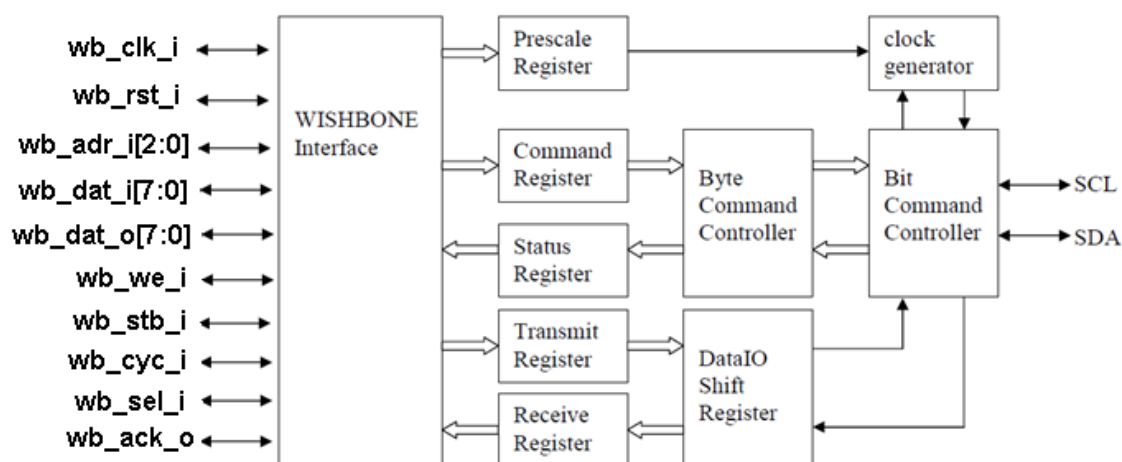 wb_clk_i
wb_rst_i
wb_adr_i[2:0]
wb_dat_i[7:0]
wb_dat_o[7:0]
wb_we_i
wb_stb_i
wb_cyc_i
wb_sel_i
wb_ack_o
WISHBONE
Interface
Prescale
Register
Command
Register
Status
Register
Transmit
Register
Receive
Register
Byte
Command
Controller
DataIO
Shift
Register
clock
generator
Bit
Command
Controller
SCL
SDA